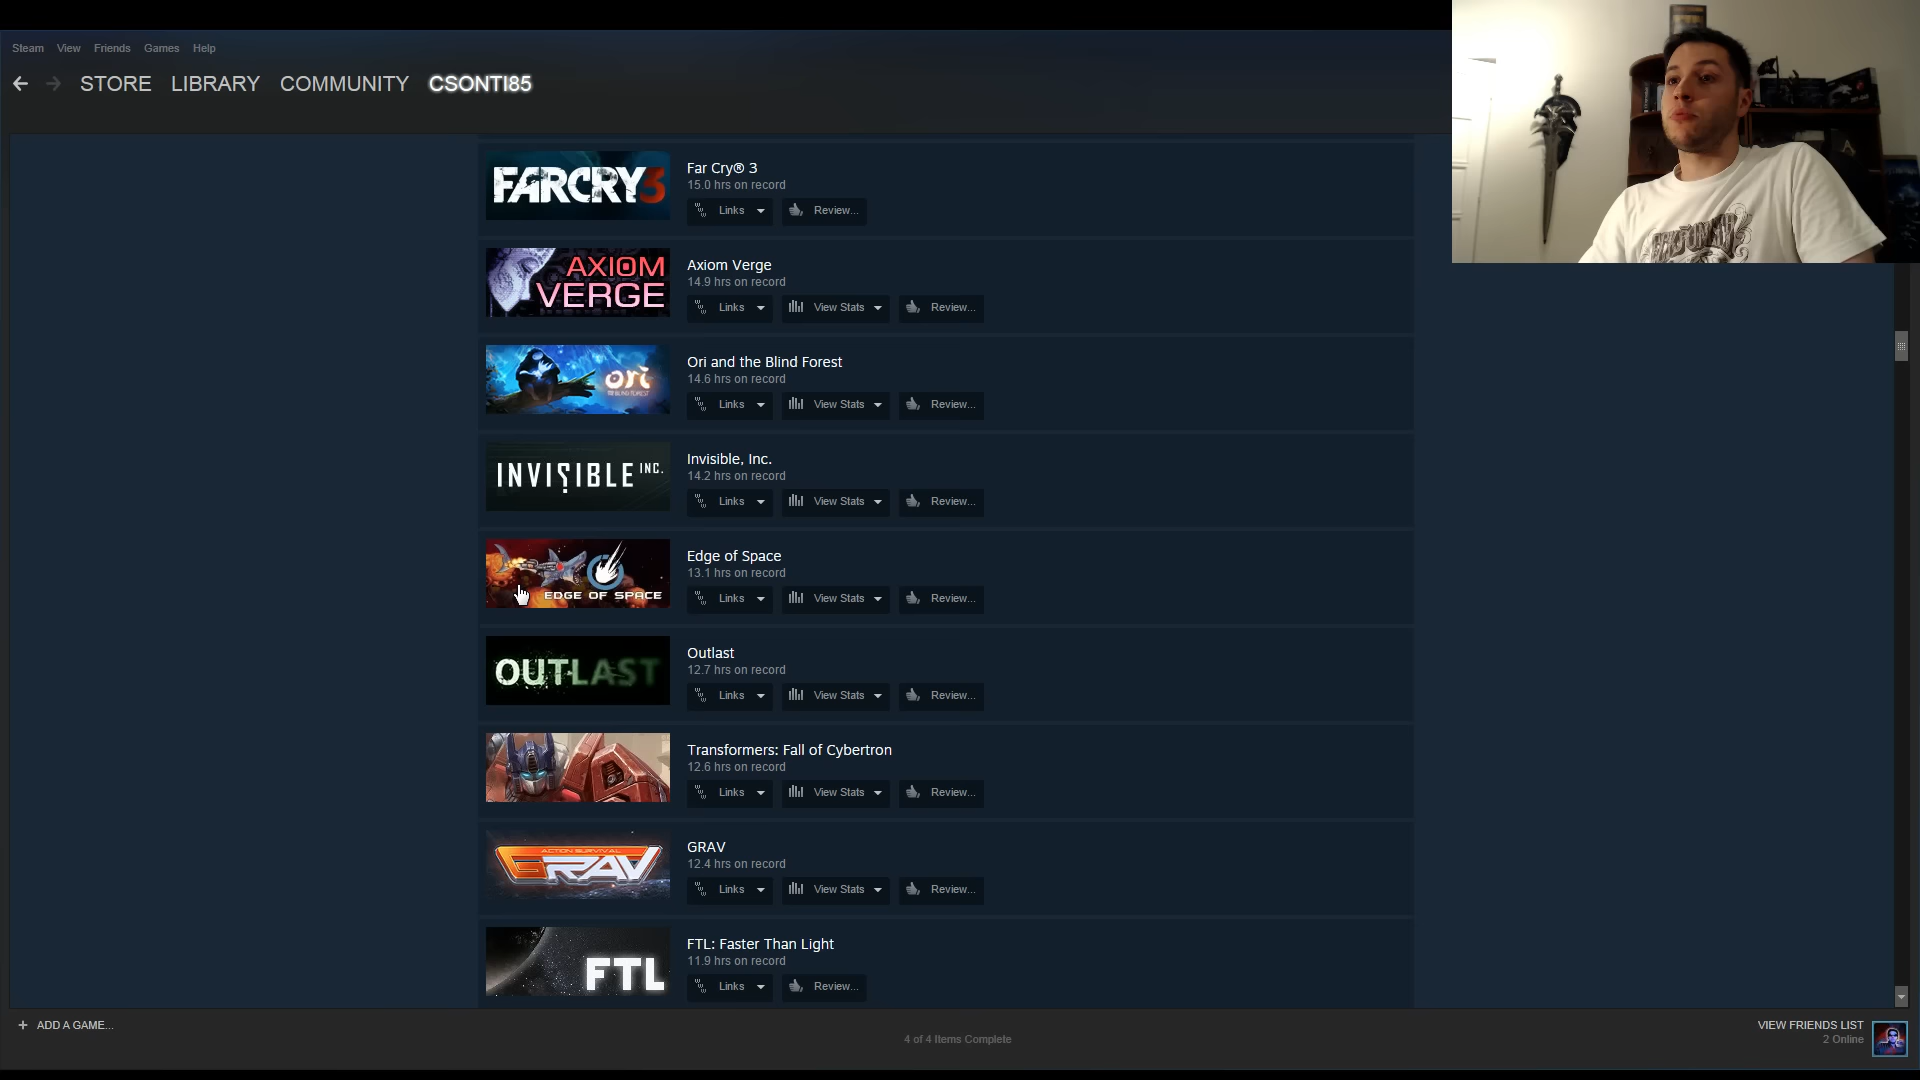 Steam View Friends Games Help
STORE LIBRARY COMMUNITY CSONTI85
FARCRY3
Far Cry® 3
15.0 hrs on record
Links Review...
AXIOM
VERGE
Axiom Verge
14.9 hrs on record
Links View Stats Review...
ori
Ori and the Blind Forest
14.6 hrs on record
Links View Stats Review...
INVISIBLE INC.
Invisible, Inc.
14.2 hrs on record
Links View Stats Review...
EDGE OF SPACE
Edge of Space
13.1 hrs on record
Links View Stats Review...
OUTLAST
Outlast
12.7 hrs on record
Links View Stats Review...
Transformers: Fall of Cybertron
12.6 hrs on record
Links View Stats Review...
ACTION SURVIVAL
GRAV
GRAV
12.4 hrs on record
Links View Stats Review...
FTL
FTL: Faster Than Light
11.9 hrs on record
Links Review...
+ ADD A GAME...
4 of 4 Items Complete
VIEW FRIENDS LIST
2 Online